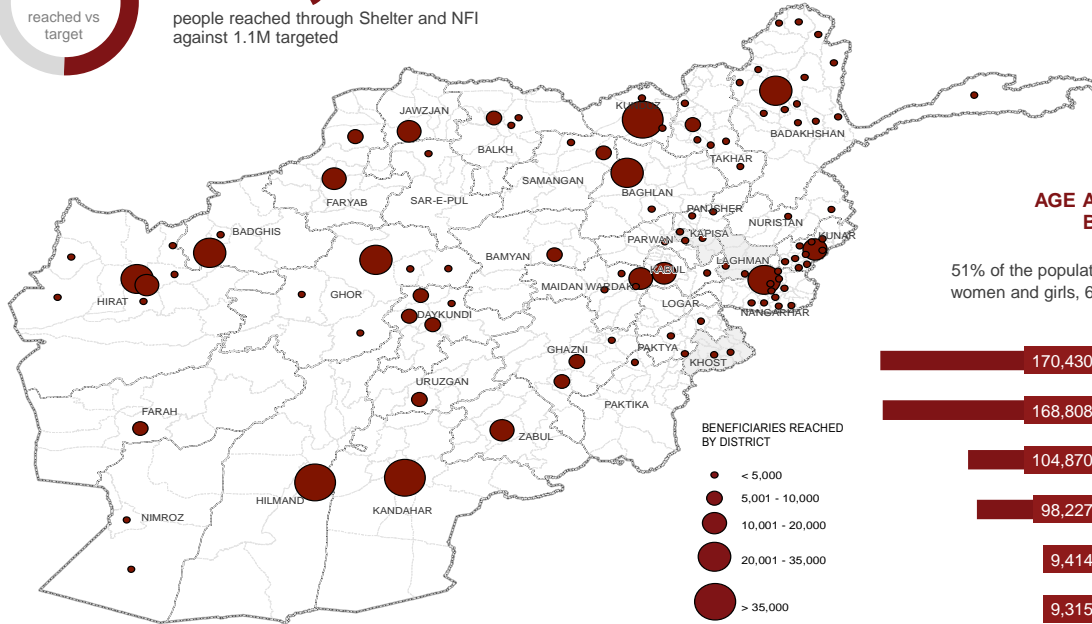 reached vs
target
people reached through Shelter and NFI
against 1.1M targeted
JAWZJAN
BALKH
BADAKHSHAN
TAKHAR
SAMANGAN
BAGHLAN
FARYAB
SAR-E-PUL
PANJSHER
NURISTAN
KUNAR
BADGHIS
PARWAN
KAPISA
LAGHMAN
BAMYAN
KABUL
MAIDAN WARDAK
HIRAT
GHOR
LOGAR
NANGARHAR
DAYKUNDI
GHAZNI
PAKTYA
KHOST
URUZGAN
PAKTIKA
FARAH
ZABUL
HILMAND
KANDAHAR
NIMROZ
BENEFICIARIES REACHED
BY DISTRICT
< 5,000
5,001 - 10,000
10,001 - 20,000
20,001 - 35,000
> 35,000
AGE A
B
51% of the populat
women and girls, 6
170,430
168,808
104,870
98,227
9,414
9,315